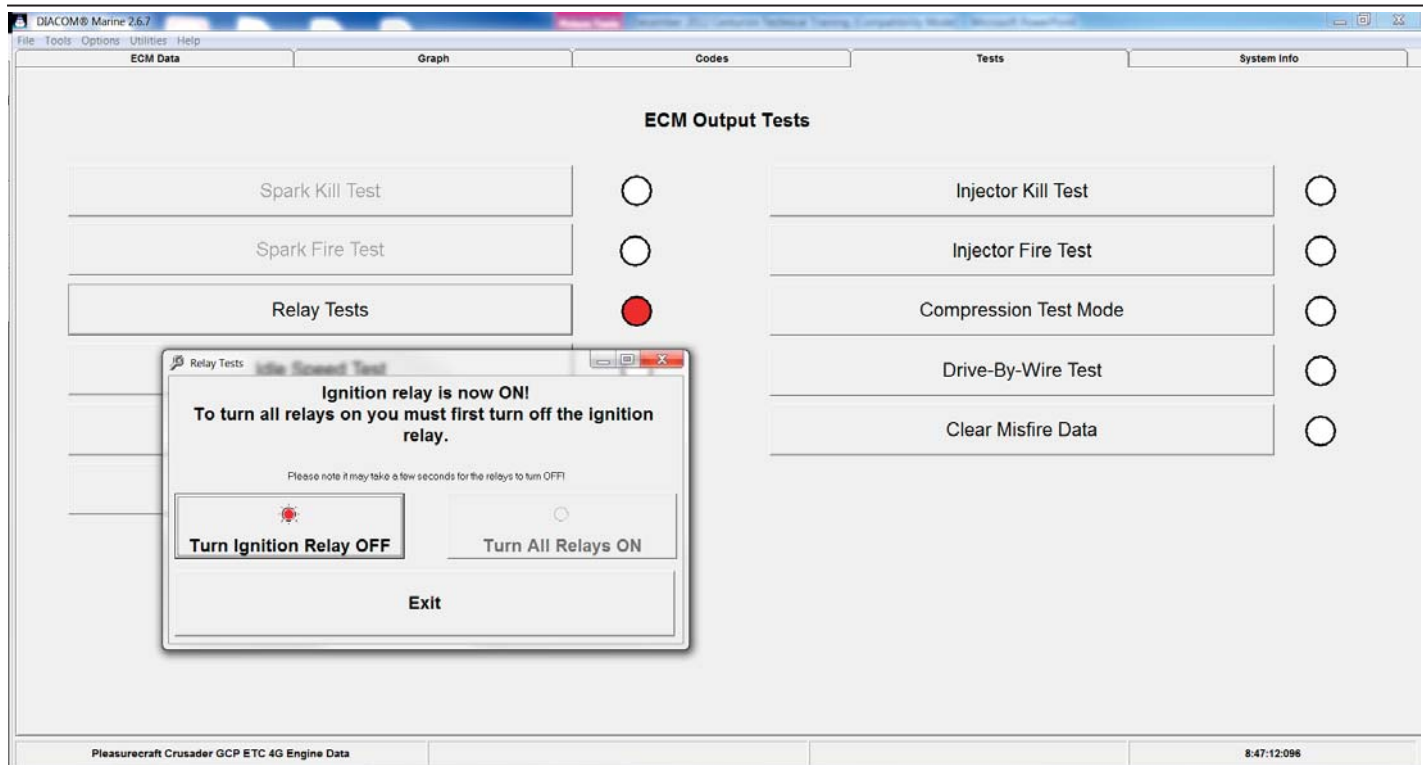 DIACOM® Marine 2.6.7
File Tools Options Utilities Help
ECM Data Graph Codes Tests System Info
ECM Output Tests
Spark Kill Test Injector Kill Test
Spark Fire Test Injector Fire Test
Relay Tests Compression Test Mode
Relay Tests Idle Speed Test
Drive-By-Wire Test
Ignition relay is now ON!
To turn all relays on you must first turn off the ignition
relay.
Clear Misfire Data
Please note it may take a few seconds for the relays to turn OFF!
Turn Ignition Relay OFF Turn All Relays ON
Exit
Pleasurecraft Crusader GCP ETC 4G Engine Data 8:47:12:096